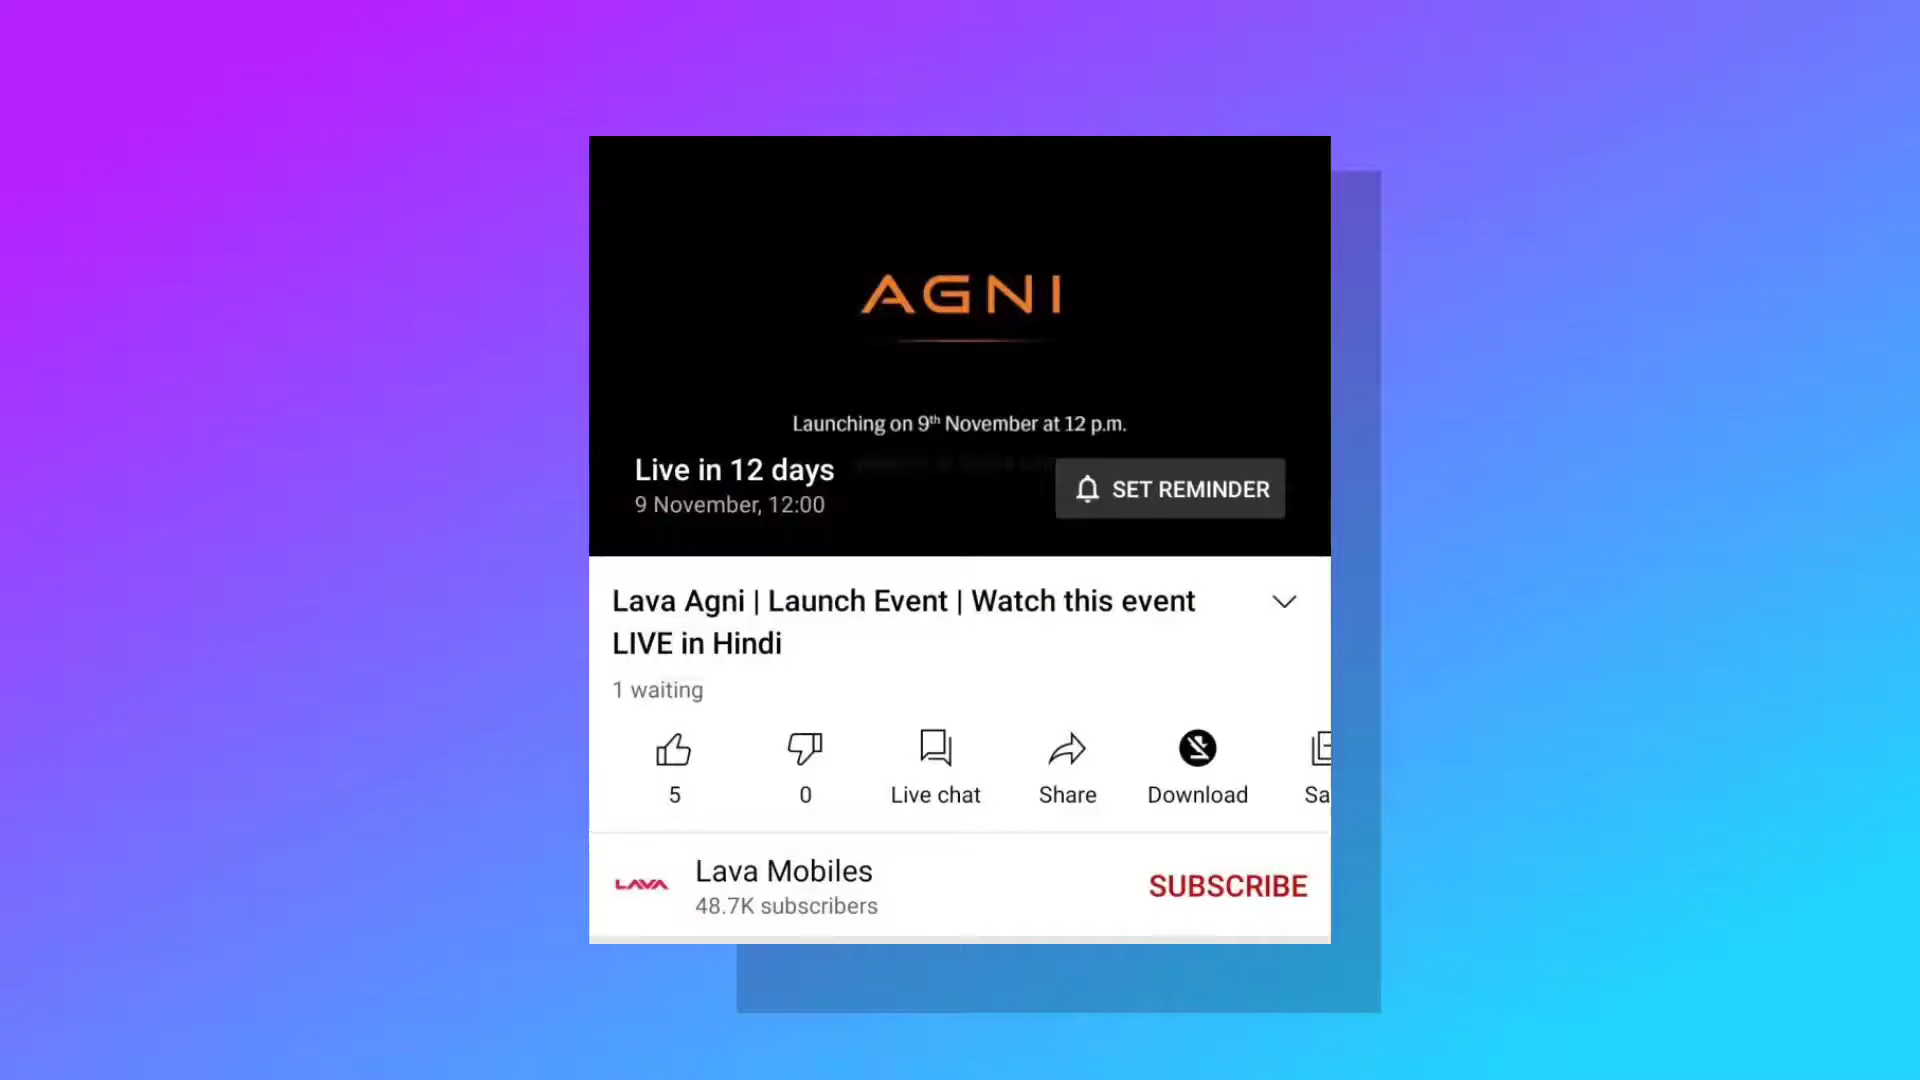 AGNI
Launching on 9th November at 12 p.m.
Live in 12 days
9 November, 12:00
SET REMINDER
Lava Agni | Launch Event | Watch this event
LIVE in Hindi
1 waiting
5
0
Live chat
Share
Download
Sa
LAVA
Lava Mobiles
48.7K subscribers
SUBSCRIBE